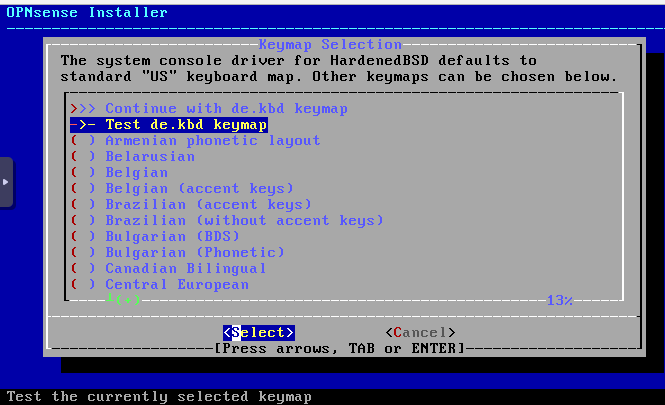 OPNsense Installer
Keymap Selection
The system console driver for HardenedBSD defaults to
standard "US" keyboard map. Other keymaps can be chosen below.
>>> Continue with de.kbd keymap
->- Test de.kbd keymap
( ) Armenian phonetic layout
( ) Belarusian
( ) Belgian
( ) Belgian (accent keys)
( ) Brazilian (accent keys)
( ) Brazilian (without accent keys)
( ) Bulgarian (BDS)
( ) Bulgarian (Phonetic)
( ) Canadian Bilingual
( ) Central European
┘(+) 13%
<Select> <Cancel>
[Press arrows, TAB or ENTER]
Test the currently selected keymap